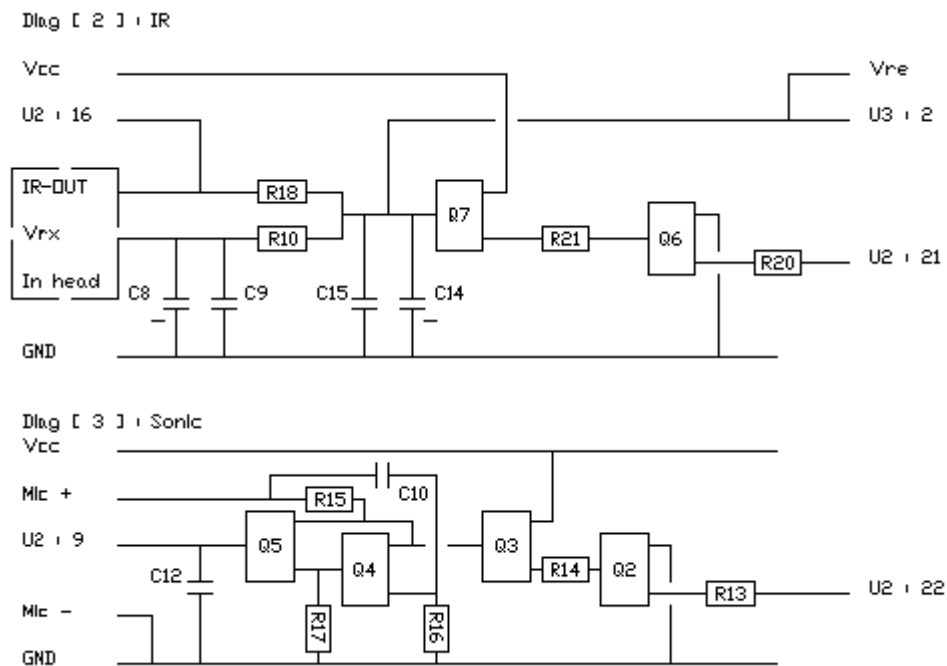 Diag [ 2 ] : IR
Vcc
Vre
U2 : 16
U3 : 2
IR-OUT
R18
Q7
Vrx
R10
R21
Q6
R20
U2 : 21
In head
C8
C9
C15
C14
GND
Diag [ 3 ] : Sonic
Vcc
Mic +
R15
C10
U2 : 9
Q5
Q4
Q3
R14
Q2
C12
R13
U2 : 22
Mic -
R17
R16
GND